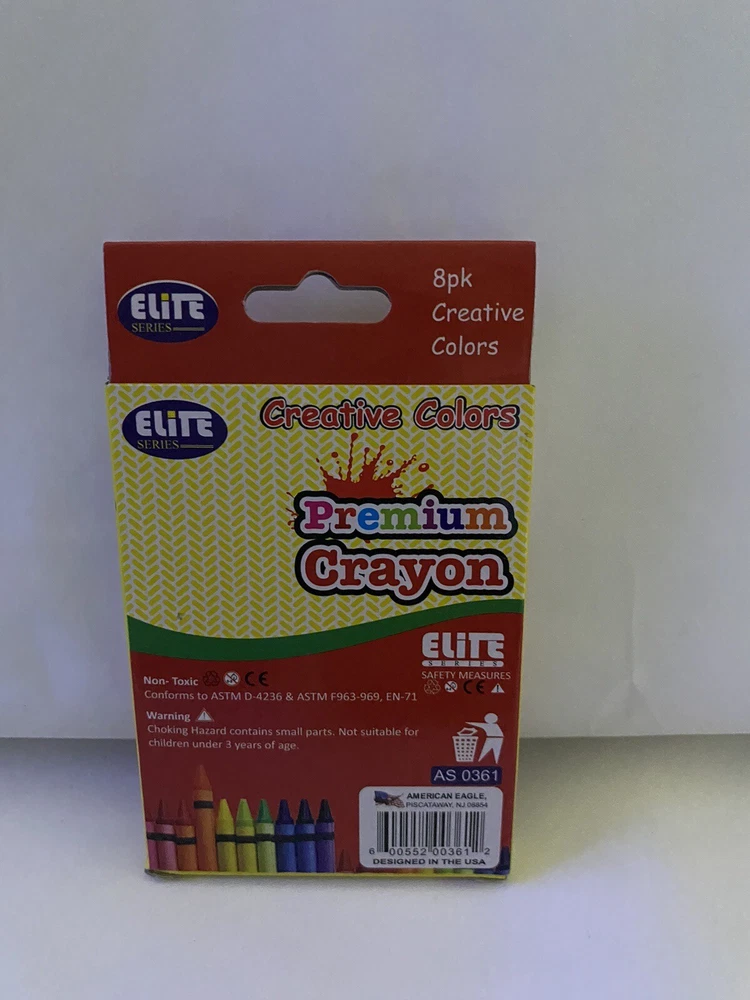 ELiTE
SERIES
8pk
Creative
Colors
ELiTE
SERIES
Creative Colors
Premium
Crayon
ELiTE
SERIES
SAFETY MEASURES
CE
Non- Toxic CE
Conforms to ASTM D-4236 & ASTM F963-969, EN-71
Warning
Choking Hazard contains small parts. Not suitable for
children under 3 years of age.
AS 0361
AMERICAN EAGLE,
PISCATAWAY, NJ 08854
6 00552 00361 2
DESIGNED IN THE USA